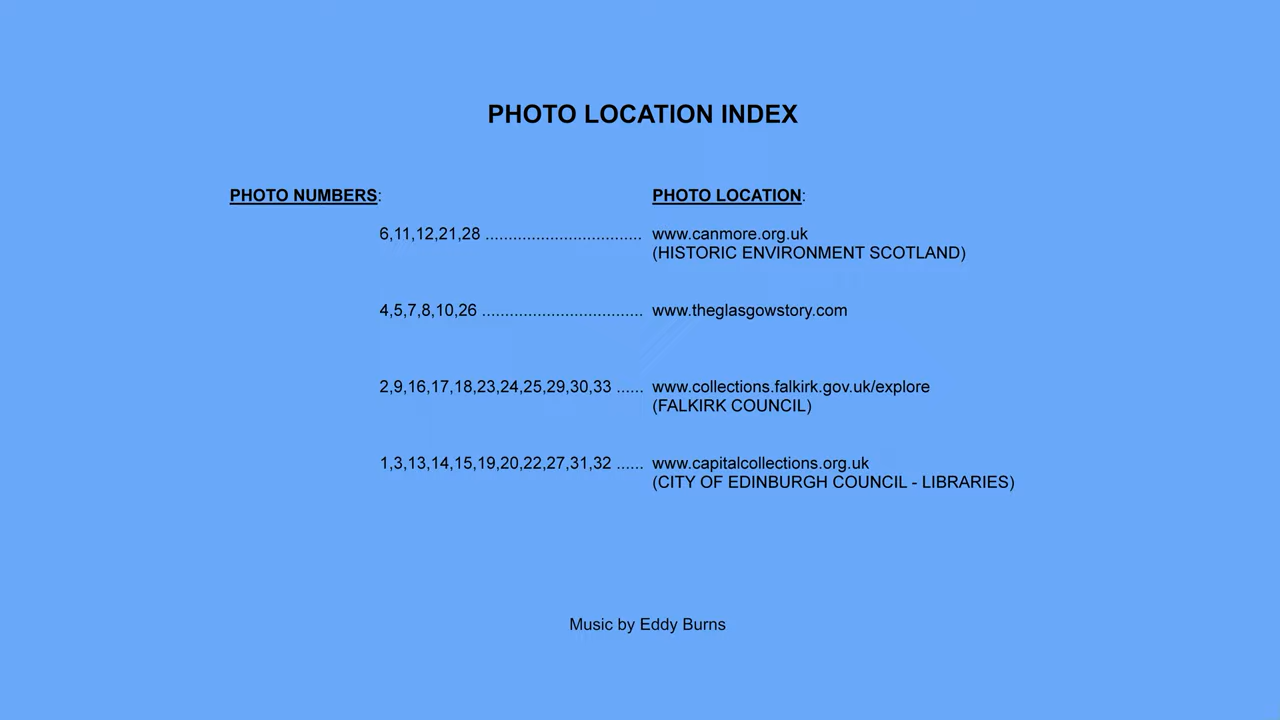 PHOTO LOCATION INDEX
PHOTO NUMBERS: PHOTO LOCATION:
6,11,12,21,28 .................................. www.canmore.org.uk
(HISTORIC ENVIRONMENT SCOTLAND)
4,5,7,8,10,26 ................................... www.theglasgowstory.com
2,9,16,17,18,23,24,25,29,30,33 ...... www.collections.falkirk.gov.uk/explore
(FALKIRK COUNCIL)
1,3,13,14,15,19,20,22,27,31,32 ...... www.capitalcollections.org.uk
(CITY OF EDINBURGH COUNCIL - LIBRARIES)
Music by Eddy Burns